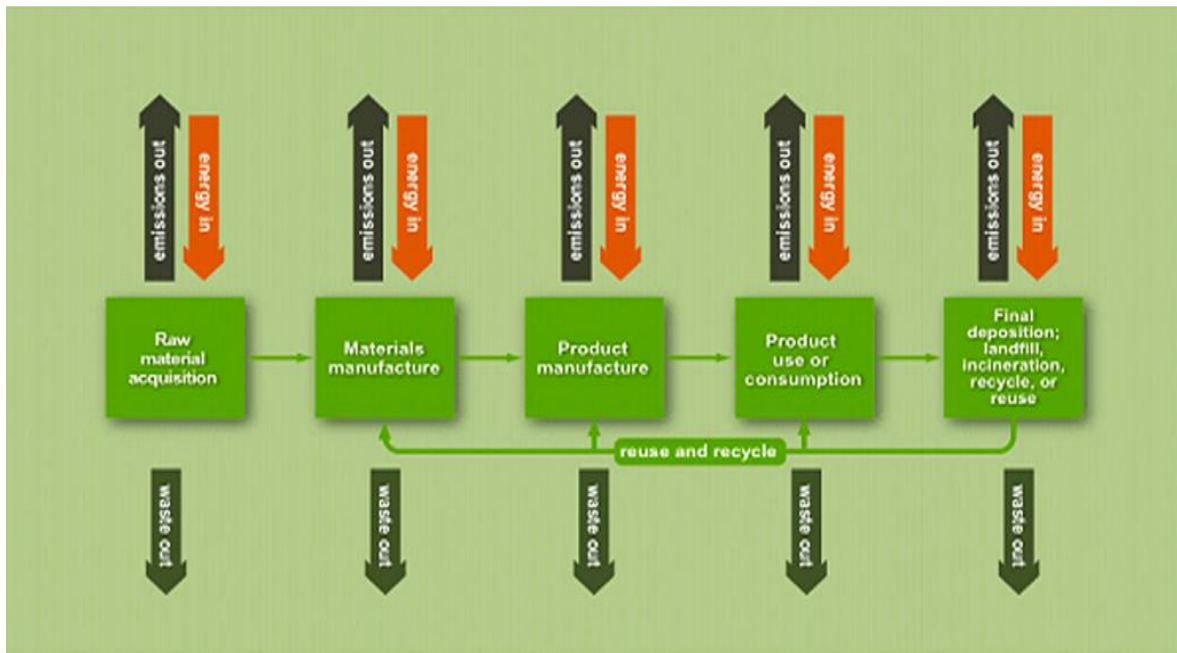 emissions out
energy in
emissions out
energy in
emissions out
energy in
emissions out
energy in
emissions out
energy in
Raw
material
acquisition
Materials
manufacture
Product
manufacture
Product
use or
consumption
Final
deposition;
landfill,
incineration,
recycle, or
reuse
reuse and recycle
waste out
waste out
waste out
waste out
waste out